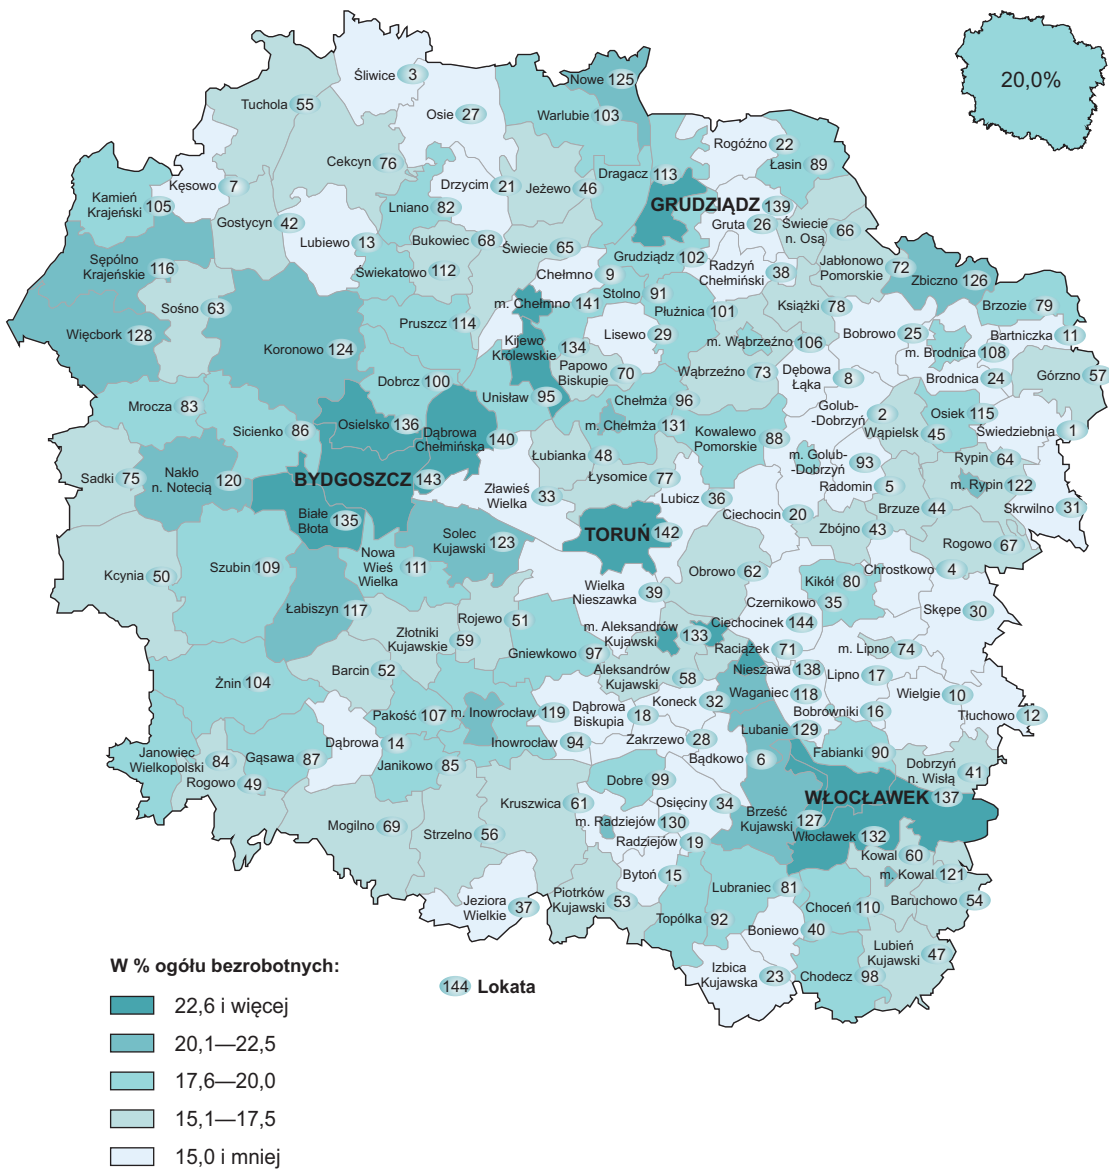 20,0%
Śliwice 3
Nowe 125
Tuchola 55
Osie 27
Warlubie 103
Rogóźno 22
Cekcyn 76
Łasin 89
Kęsowo 7
Drzycim 21
Jeżewo 46
Dragacz 113
Kamień
Krajeński 105
Lniano 82
GRUDZIĄDZ 139
Gostycyn 42
Gruta 26
Świecie
n. Osą 66
Lubiewo 13
Bukowiec 68
Świecie 65
Grudziądz 102
Sępólno
Krajeńskie 116
Świekatowo 112
Chełmno 9
Radzyń
Chełmiński 38
Jabłonowo
Pomorskie 72
Zbiczno 126
Sośno 63
m. Chełmno 141
Stolno 91
Płużnica 101
Książki 78
Brzozie 79
Więcbork 128
Koronowo 124
Pruszcz 114
Kijewo
Królewskie 134
Lisewo 29
m. Wąbrzeźno 106
Bobrowo 25
Bartniczka 11
m. Brodnica 108
Papowo
Biskupie 70
Wąbrzeźno 73
Dębowa
Łąka 8
Brodnica 24
Górzno 57
Dobrcz 100
Unisław 95
Chełmża 96
Mrocza 83
Golub-
-Dobrzyń 2
Osiek 115
Sicienko 86
Osielsko 136
Dąbrowa
Chełmińska 140
m. Chełmża 131
Kowalewo
Pomorskie 88
Wąpielsk 45
Świedziebnia 1
Łubianka 48
m. Golub-
-Dobrzyń 93
Rypin 64
Sadki 75
Nakło
n. Notecią 120
BYDGOSZCZ 143
Łysomice 77
Radomin 5
m. Rypin 122
Zławieś
Wielka 33
Lubicz 36
Ciechocin 20
Brzuze 44
Skrwilno 31
Białe
Błota 135
Solec
Kujawski 123
TORUŃ 142
Zbójno 43
Rogowo 67
Kcynia 50
Szubin 109
Nowa
Wieś
Wielka 111
Obrowo 62
Chrostkowo 4
Kikół 80
Wielka
Nieszawka 39
Czernikowo 35
Skępe 30
Łabiszyn 117
Rojewo 51
Złotniki
Kujawskie 59
m. Aleksandrów
Kujawski 133
Ciechocinek 144
Raciążek 71
m. Lipno 74
Gniewkowo 97
Barcin 52
Aleksandrów
Kujawski 58
Nieszawa 138
Lipno 17
Żnin 104
Waganiec 118
Wielgie 10
Koneck 32
Bobrowniki 16
Tłuchowo 12
Pakość 107
m. Inowrocław 119
Dąbrowa
Biskupia 18
Lubanie 129
Dąbrowa 14
Inowrocław 94
Zakrzewo 28
Fabianki 90
Janowiec
Wielkopolski 84
Gąsawa 87
Janikowo 85
Bądkowo 6
Dobrzyń
n. Wisłą 41
Rogowo 49
Dobre 99
WŁOCŁAWEK 137
Kruszwica 61
Osięciny 34
Brześć
Kujawski 127
Mogilno 69
Strzelno 56
m. Radziejów 130
Włocławek 132
Radziejów 19
Kowal 60
m. Kowal 121
Bytoń 15
Lubraniec 81
Baruchowo 54
Jeziora
Wielkie 37
Piotrków
Kujawski 53
Topólka 92
Choceń 110
Boniewo 40
Lubień
Kujawski 47
Izbica
Kujawska 23
Chodecz 98
W % ogółu bezrobotnych:
144 Lokata
22,6 i więcej
20,1—22,5
17,6—20,0
15,1—17,5
15,0 i mniej